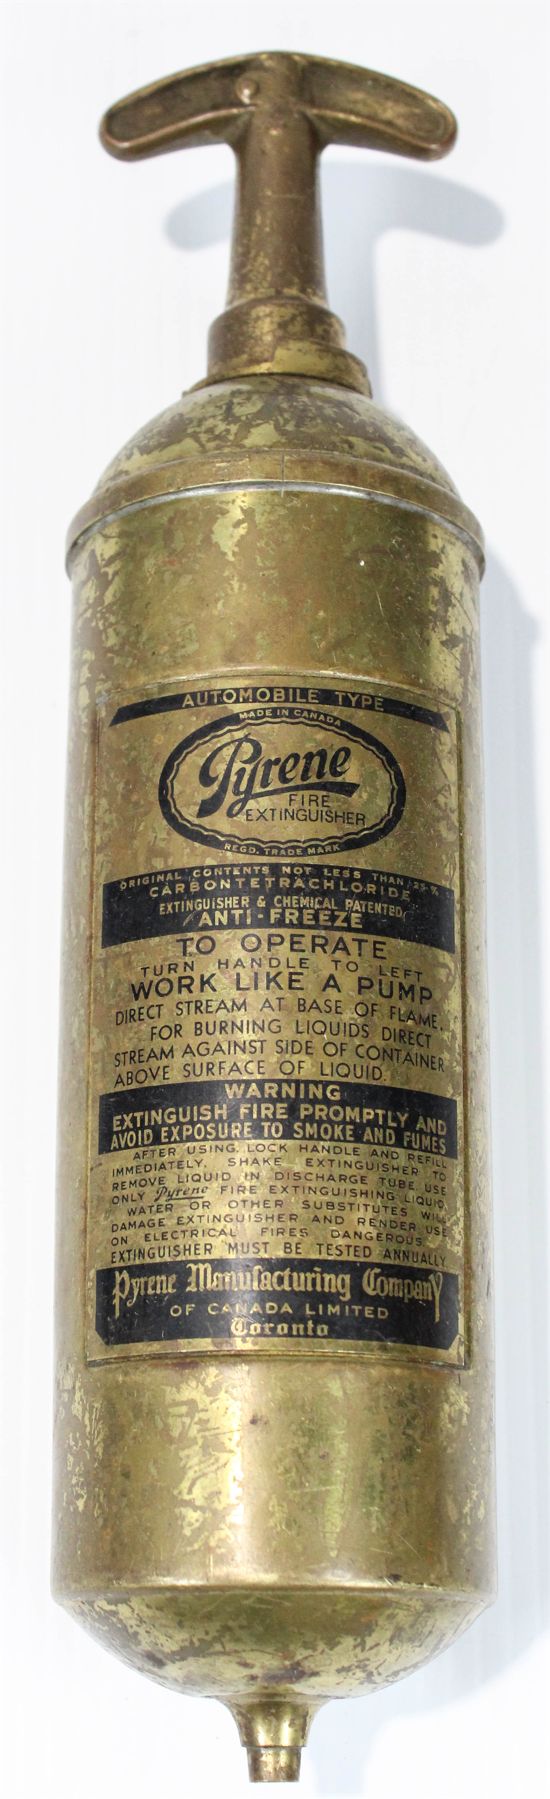 AUTOMOBILE TYPE
MADE IN CANADA
Pyrene
FIRE
EXTINGUISHER
REGD. TRADE MARK
ORIGINAL CONTENTS NOT LESS THAN 25 %
CARBONTETRACHLORIDE
EXTINGUISHER & CHEMICAL PATENTED
ANTI-FREEZE
TO OPERATE
TURN HANDLE TO LEFT
WORK LIKE A PUMP
DIRECT STREAM AT BASE OF FLAME.
FOR BURNING LIQUIDS DIRECT
STREAM AGAINST SIDE OF CONTAINER
ABOVE SURFACE OF LIQUID.
WARNING
EXTINGUISH FIRE PROMPTLY AND
AVOID EXPOSURE TO SMOKE AND FUMES
AFTER USING, LOCK HANDLE AND REFILL
IMMEDIATELY. SHAKE EXTINGUISHER TO
REMOVE LIQUID IN DISCHARGE TUBE. USE
ONLY Pyrene FIRE EXTINGUISHING LIQUID.
WATER OR OTHER SUBSTITUTES WILL
DAMAGE EXTINGUISHER AND RENDER USE
ON ELECTRICAL FIRES DANGEROUS.
EXTINGUISHER MUST BE TESTED ANNUALLY
Pyrene Manufacturing Company
OF CANADA LIMITED
Toronto